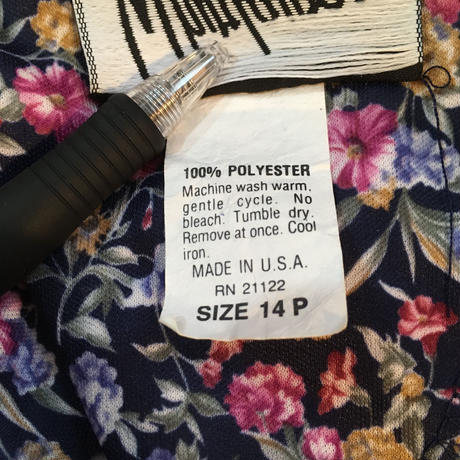 100% POLYESTER
Machine wash warm,
gentle cycle. No
bleach. Tumble dry.
Remove at once. Cool
iron.
MADE IN U.S.A.
RN 21122
SIZE 14 P